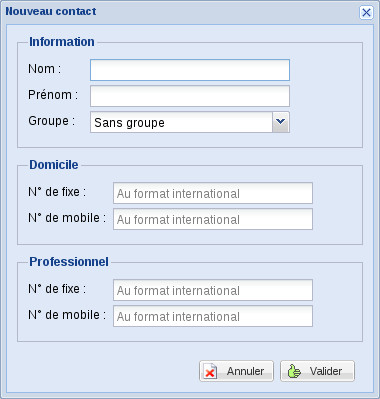 Nouveau contact
Information
Nom :
Prénom :
Groupe : Sans groupe
Domicile
N° de fixe : Au format international
N° de mobile : Au format international
Professionnel
N° de fixe : Au format international
N° de mobile : Au format international
Annuler Valider